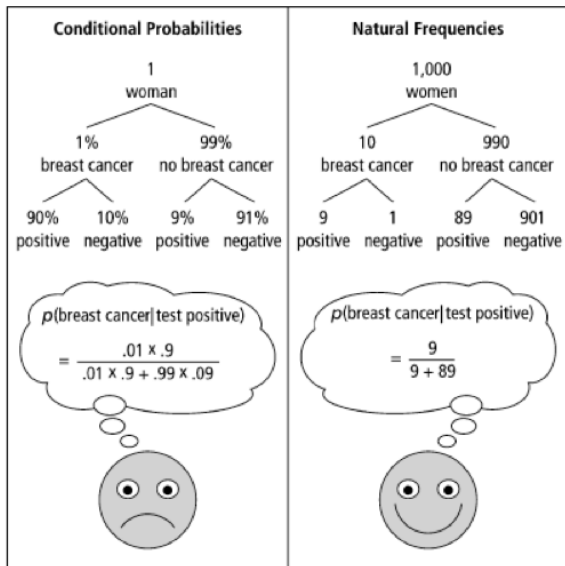 Conditional Probabilities
1
woman
1% 99%
breast cancer no breast cancer
90% 10% 9% 91%
positive negative positive negative
p(breast cancer|test positive)
= .01 x .9
.01 x .9 + .99 x .09
Natural Frequencies
1,000
women
10 990
breast cancer no breast cancer
9 1 89 901
positive negative positive negative
p(breast cancer|test positive)
= 9
9 + 89